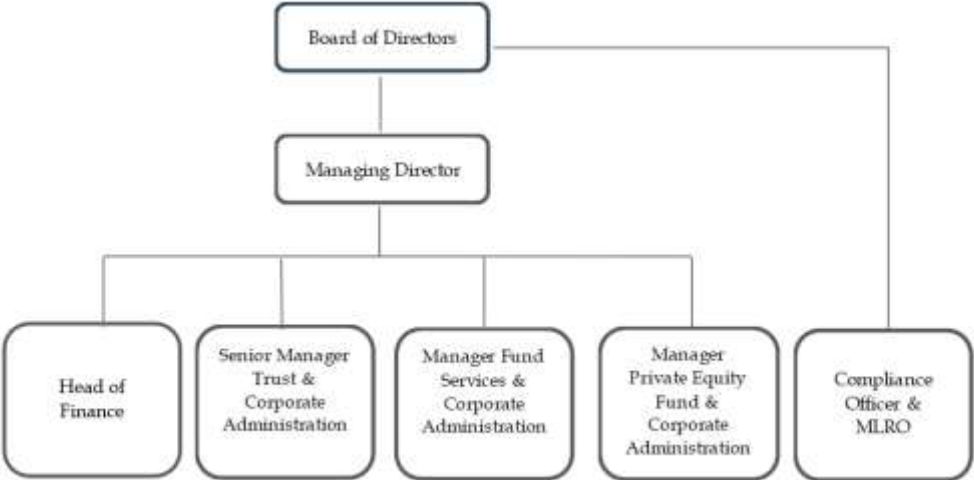 Board of Directors
Managing Director
Head of
Finance
Senior Manager
Trust &
Corporate
Administration
Manager Fund
Services &
Corporate
Administration
Manager
Private Equity
Fund &
Corporate
Administration
Compliance
Officer &
MLRO